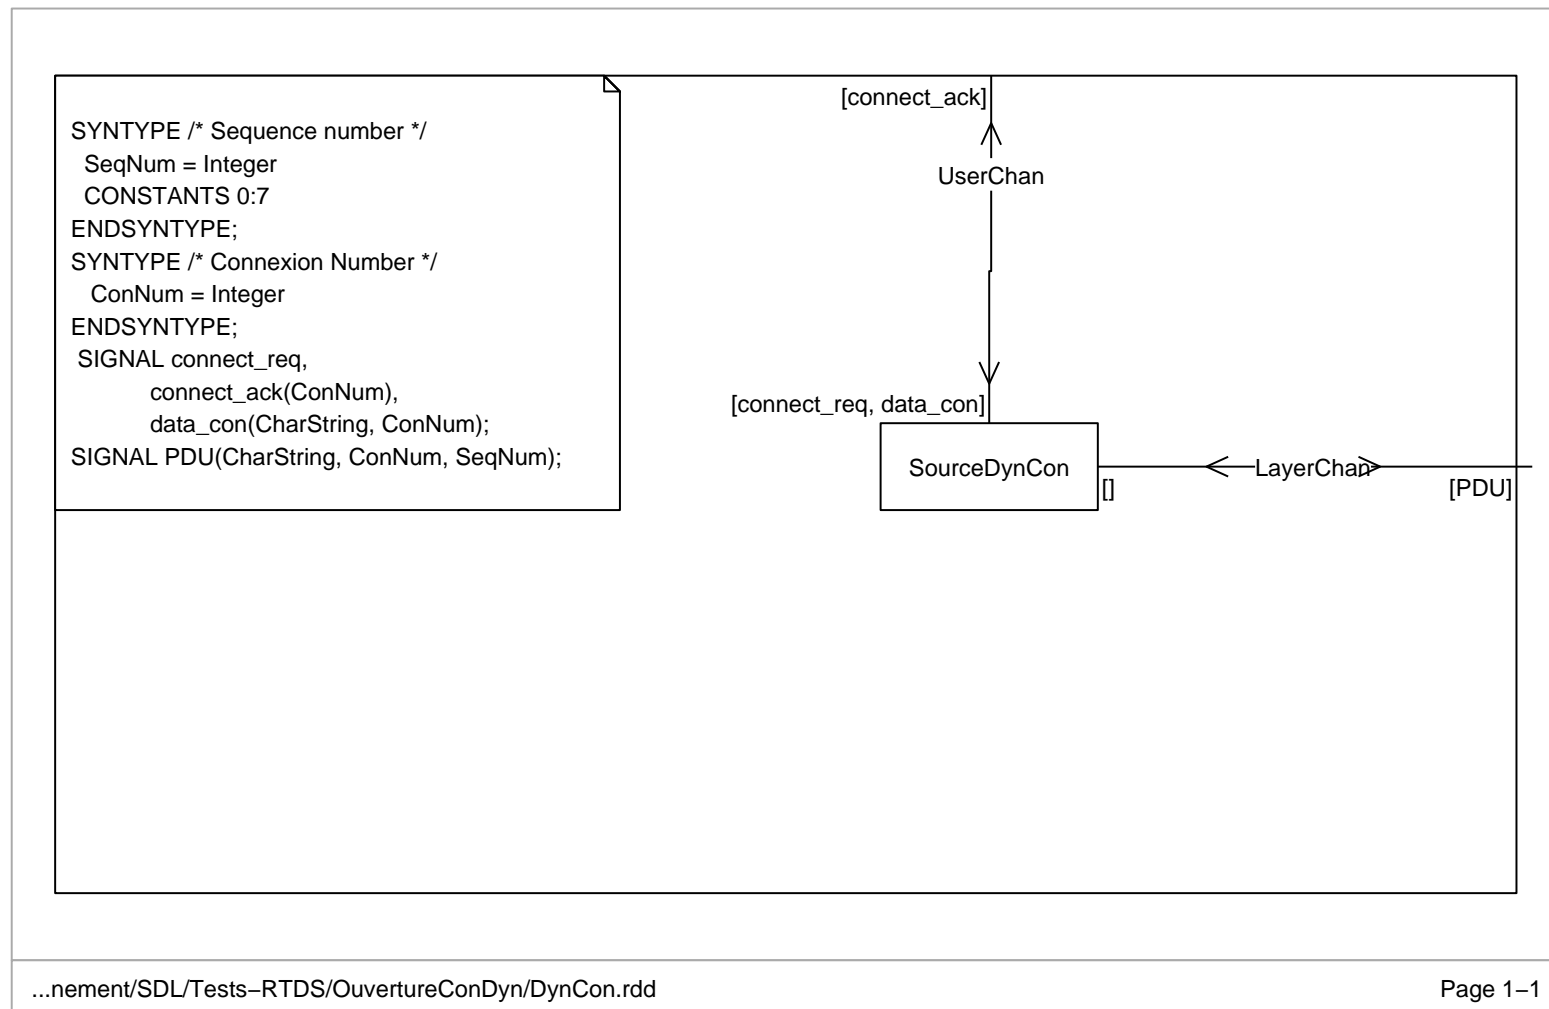 SYNTYPE /* Sequence number */
SeqNum = Integer
CONSTANTS 0:7
ENDSYNTYPE;
SYNTYPE /* Connexion Number */
ConNum = Integer
ENDSYNTYPE;
SIGNAL connect_req,
connect_ack(ConNum),
data_con(CharString, ConNum);
SIGNAL PDU(CharString, ConNum, SeqNum);
[connect_ack]
UserChan
[connect_req, data_con]
SourceDynCon
[]
LayerChan
[PDU]
...nement/SDL/Tests−RTDS/OuvertureConDyn/DynCon.rdd
Page 1−1